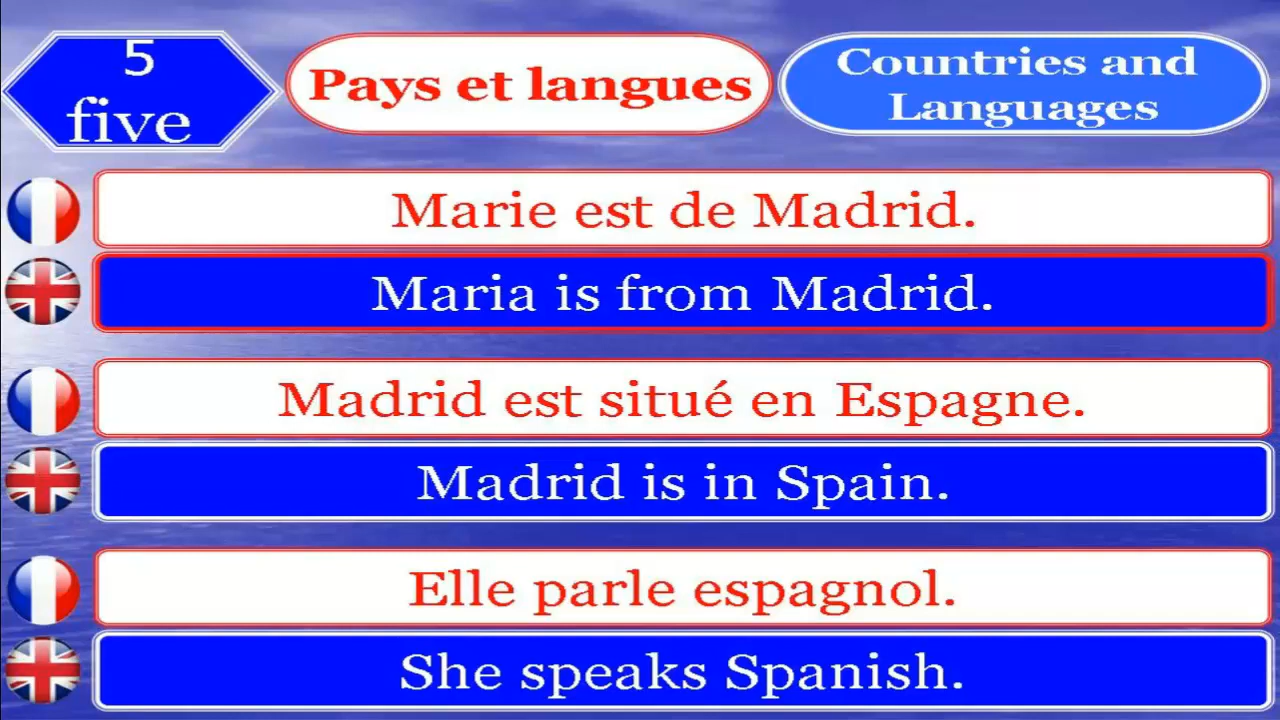 5
five
Pays et langues
Countries and
Languages
Marie est de Madrid.
Maria is from Madrid.
Madrid est situé en Espagne.
Madrid is in Spain.
Elle parle espagnol.
She speaks Spanish.